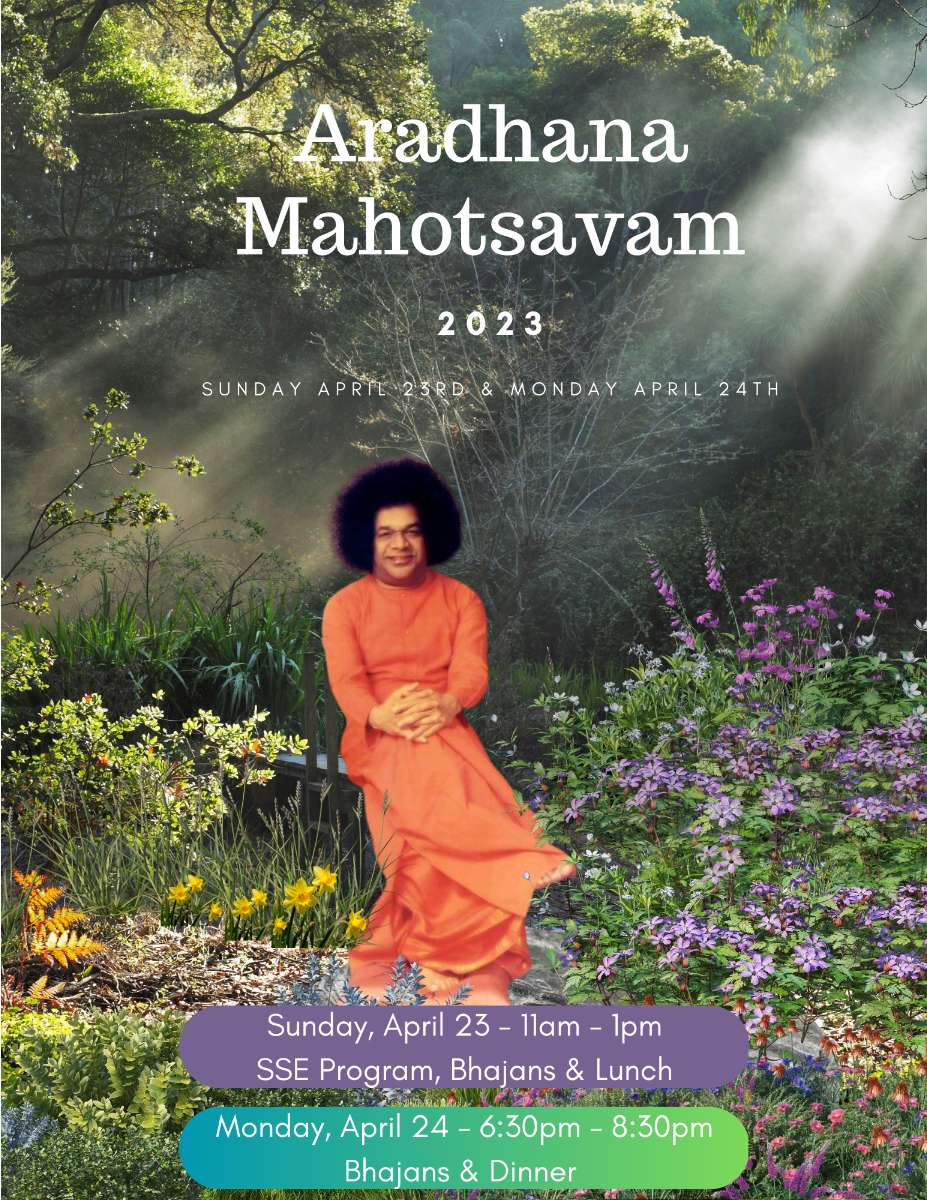 Aradhana
Mahotsavam
2023
SUNDAY APRIL 23RD & MONDAY APRIL 24TH
Sunday, April 23 - 11am - 1pm
SSE Program, Bhajans & Lunch
Monday, April 24 - 6:30pm - 8:30pm
Bhajans & Dinner